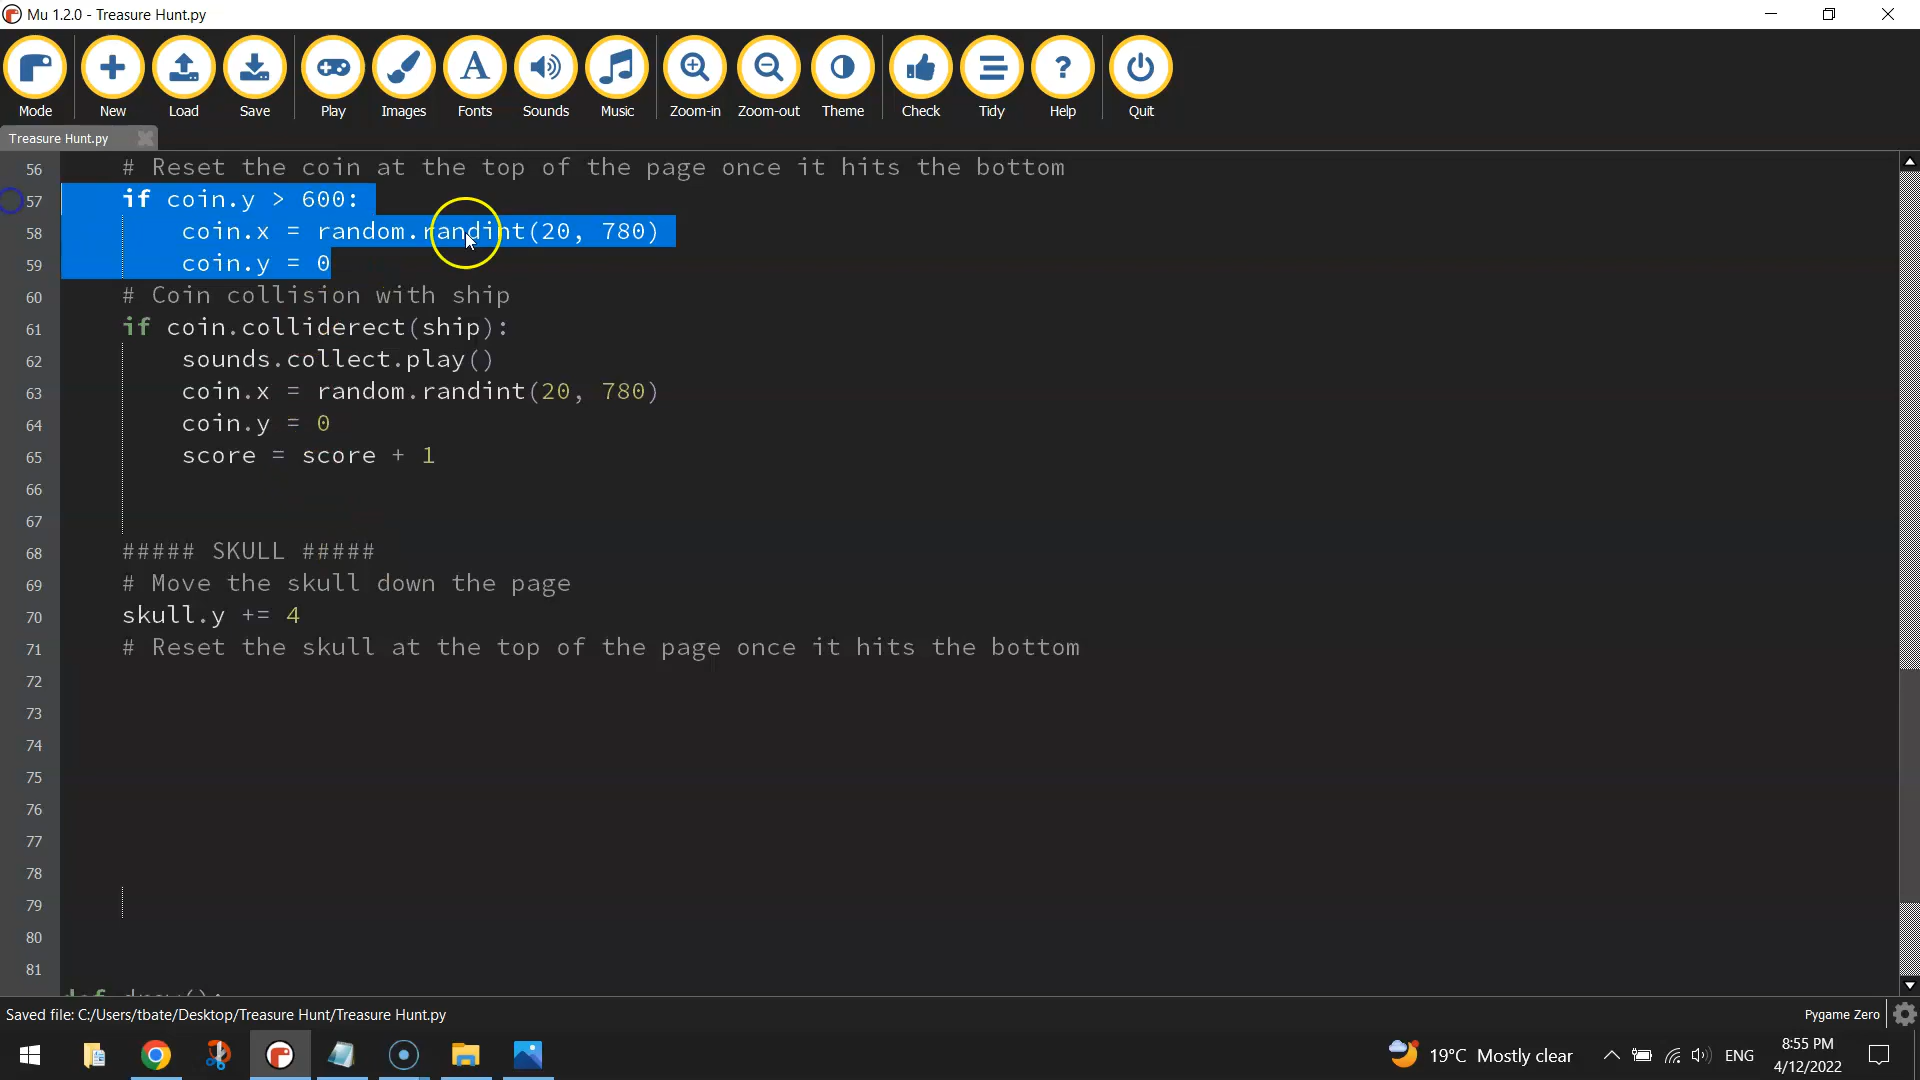 Mu 1.2.0 - Treasure Hunt.py
Mode New Load Save Play Images Fonts Sounds Music Zoom-in Zoom-out Theme Check Tidy Help Quit
Treasure Hunt.py
56 # Reset the coin at the top of the page once it hits the bottom
57 if coin.y > 600:
58 coin.x = random.randint(20, 780)
59 coin.y = 0
60 # Coin collision with ship
61 if coin.colliderect(ship):
62 sounds.collect.play()
63 coin.x = random.randint(20, 780)
64 coin.y = 0
65 score = score + 1
66
67
68 ##### SKULL #####
69 # Move the skull down the page
70 skull.y += 4
71 # Reset the skull at the top of the page once it hits the bottom
72
73
74
75
76
77
78
79
80
81
def draw():
Saved file: C:/Users/tbate/Desktop/Treasure Hunt/Treasure Hunt.py
Pygame Zero
19°C Mostly clear
ENG
8:55 PM
4/12/2022